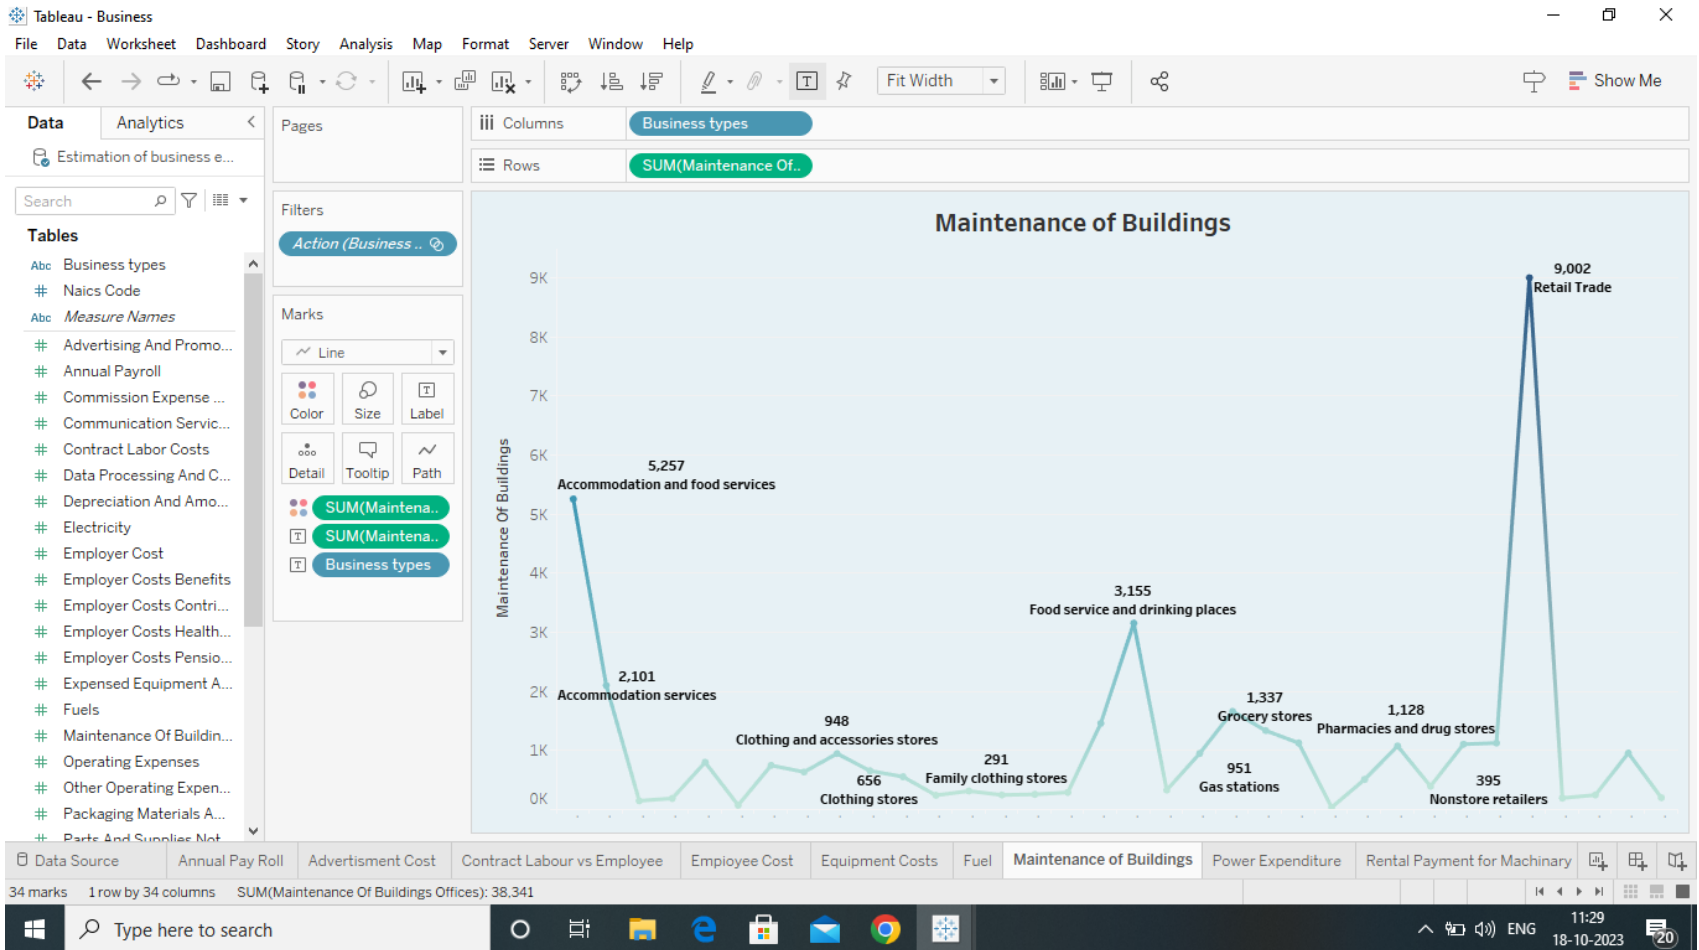 Tableau - Business
File Data Worksheet Dashboard Story Analysis Map Format Server Window Help
Fit Width
Show Me
Data Analytics
Estimation of business e...
Search
Tables
Abc Business types
# Naics Code
Abc Measure Names
# Advertising And Promo...
# Annual Payroll
# Commission Expense ...
# Communication Servic...
# Contract Labor Costs
# Data Processing And C...
# Depreciation And Amo...
# Electricity
# Employer Cost
# Employer Costs Benefits
# Employer Costs Contri...
# Employer Costs Health...
# Employer Costs Pensio...
# Expensed Equipment A...
# Fuels
# Maintenance Of Buildin...
# Operating Expenses
# Other Operating Expen...
# Packaging Materials A...
# Parts And Supplies Not
Pages
Filters
Action (Business ..
Marks
Line
Color Size Label
Detail Tooltip Path
SUM(Maintena..
SUM(Maintena..
Business types
Columns Business types
Rows SUM(Maintenance Of..
Maintenance of Buildings
Maintenance Of Buildings
9K
8K
7K
6K
5K
4K
3K
2K
1K
0K
9,002
Retail Trade
5,257
Accommodation and food services
3,155
Food service and drinking places
2,101
Accommodation services
948
Clothing and accessories stores
656
Clothing stores
291
Family clothing stores
1,337
Grocery stores
951
Gas stations
1,128
Pharmacies and drug stores
395
Nonstore retailers
Data Source Annual Pay Roll Advertisment Cost Contract Labour vs Employee Empioyee Cost Equipment Costs Fuel Maintenance of Buildings Power Expenditure Rental Payment for Machinary
34 marks 1 row by 34 columns SUM(Maintenance Of Buildings Offices): 38,341
Type here to search
ENG
11:29
18-10-2023
20